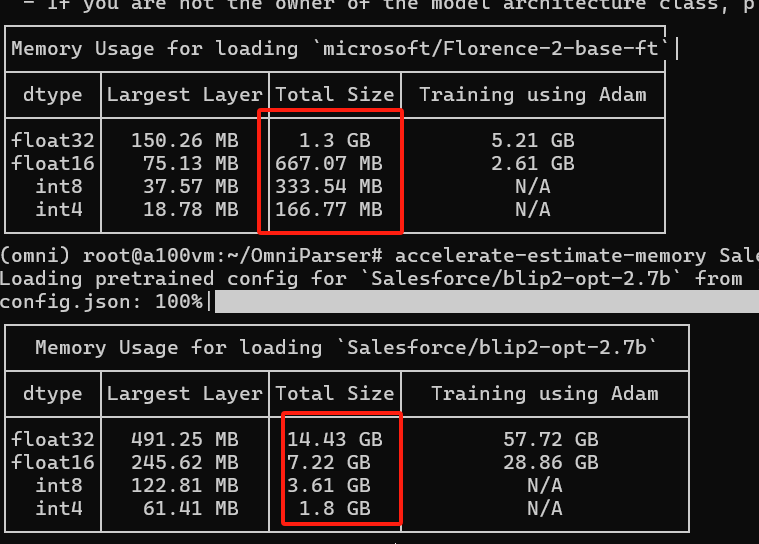 - If you are not the owner of the model architecture class, p
Memory Usage for loading `microsoft/Florence-2-base-ft`
dtype Largest Layer Total Size Training using Adam
float32 150.26 MB 1.3 GB 5.21 GB
float16 75.13 MB 667.07 MB 2.61 GB
int8 37.57 MB 333.54 MB N/A
int4 18.78 MB 166.77 MB N/A
(omni) root@a100vm:~/OmniParser# accelerate-estimate-memory Sale
Loading pretrained config for `Salesforce/blip2-opt-2.7b` from
config.json: 100%|
Memory Usage for loading `Salesforce/blip2-opt-2.7b`
dtype Largest Layer Total Size Training using Adam
float32 491.25 MB 14.43 GB 57.72 GB
float16 245.62 MB 7.22 GB 28.86 GB
int8 122.81 MB 3.61 GB N/A
int4 61.41 MB 1.8 GB N/A